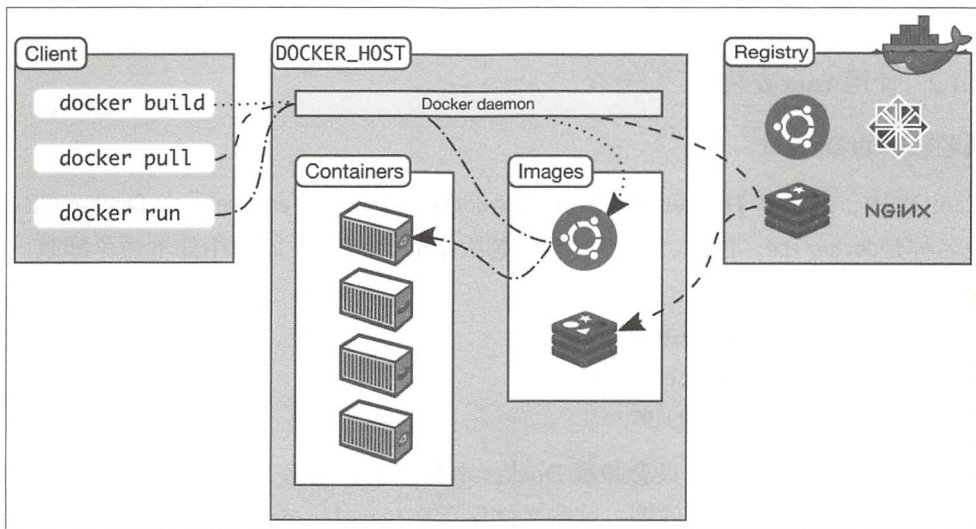 Client
docker build
docker pull
docker run
DOCKER_HOST
Docker daemon
Containers
Images
Registry
NGINX